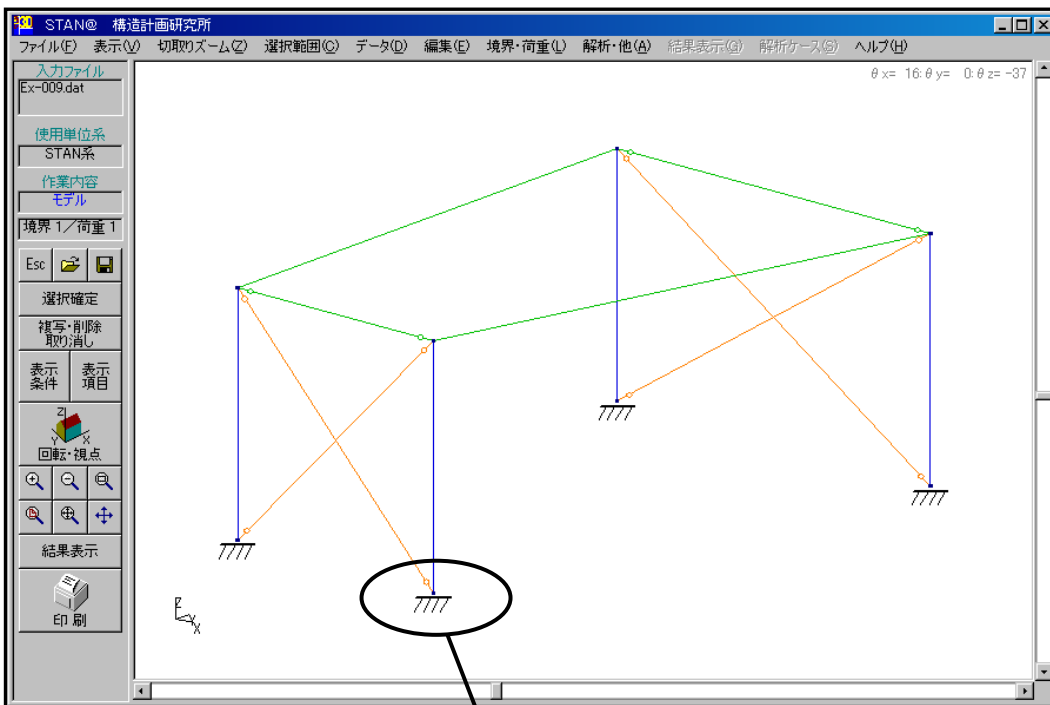 STAN@ 構造計画研究所
ファイル(F) 表示(V) 切取りズーム(Z) 選択範囲(C) データ(D) 編集(E) 境界・荷重(L) 解析・他(A) 結果表示(G) 解析ケース(S) ヘルプ(H)
θx= 16:θy= 0:θz= -37
入力ファイル
Ex-009.dat
使用単位系
STAN系
作業内容
モデル
境界 1／荷重 1
Esc
選択確定
複写・削除
取り消し
表示
条件
表示
項目
Z
Y
X
回転・視点
結果表示
印 刷
Z
Y
X